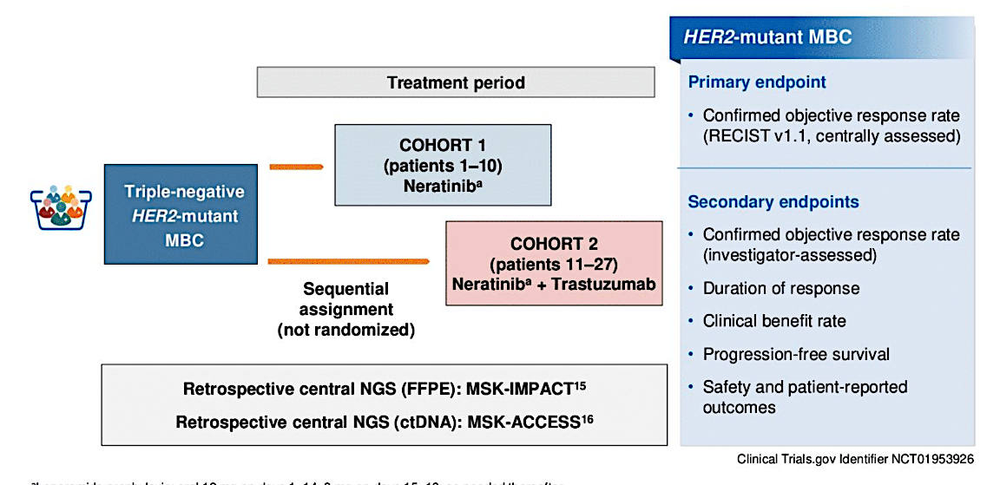 HER2-mutant MBC
Treatment period
Primary endpoint
• Confirmed objective response rate
(RECIST v1.1, centrally assessed)
COHORT 1
(patients 1–10)
Neratinibᵃ
Triple-negative
HER2-mutant
MBC
COHORT 2
(patients 11–27)
Neratinibᵃ + Trastuzumab
Sequential
assignment
(not randomized)
Secondary endpoints
• Confirmed objective response rate
(investigator-assessed)
• Duration of response
• Clinical benefit rate
• Progression-free survival
• Safety and patient-reported
outcomes
Retrospective central NGS (FFPE): MSK-IMPACT¹⁵
Retrospective central NGS (ctDNA): MSK-ACCESS¹⁶
Clinical Trials.gov Identifier NCT01953926